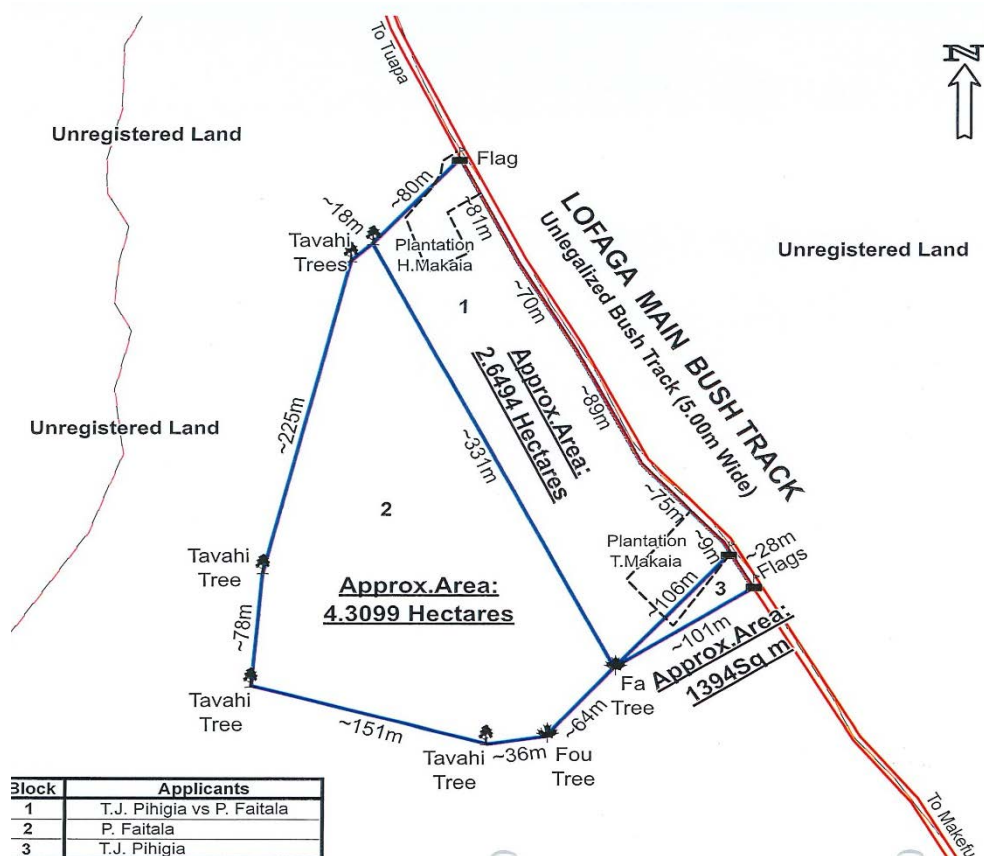 To Tuapa
N
Unregistered Land
Flag
~80m
~81m
~18m
Tavahi
Trees
Plantation
H.Makaia
LOFAGA MAIN BUSH TRACK
Unlegalized Bush Track (5.00m Wide)
Unregistered Land
1
~70m
Approx.Area:
2.6494 Hectares
~89m
Unregistered Land
~225m
~331m
2
~75m
~9m
Plantation
T.Makaia
~28m
Flags
Tavahi
Tree
Approx.Area:
4.3099 Hectares
~106m
3
~101m
Approx.Area:
1394Sq m
~78m
Tavahi
Tree
Fa
Tree
~64m
~151m
Tavahi
Tree
~36m
Fou
Tree
Block Applicants
1 T.J. Pihigia vs P. Faitala
2 P. Faitala
3 T.J. Pihigia
To Makefu